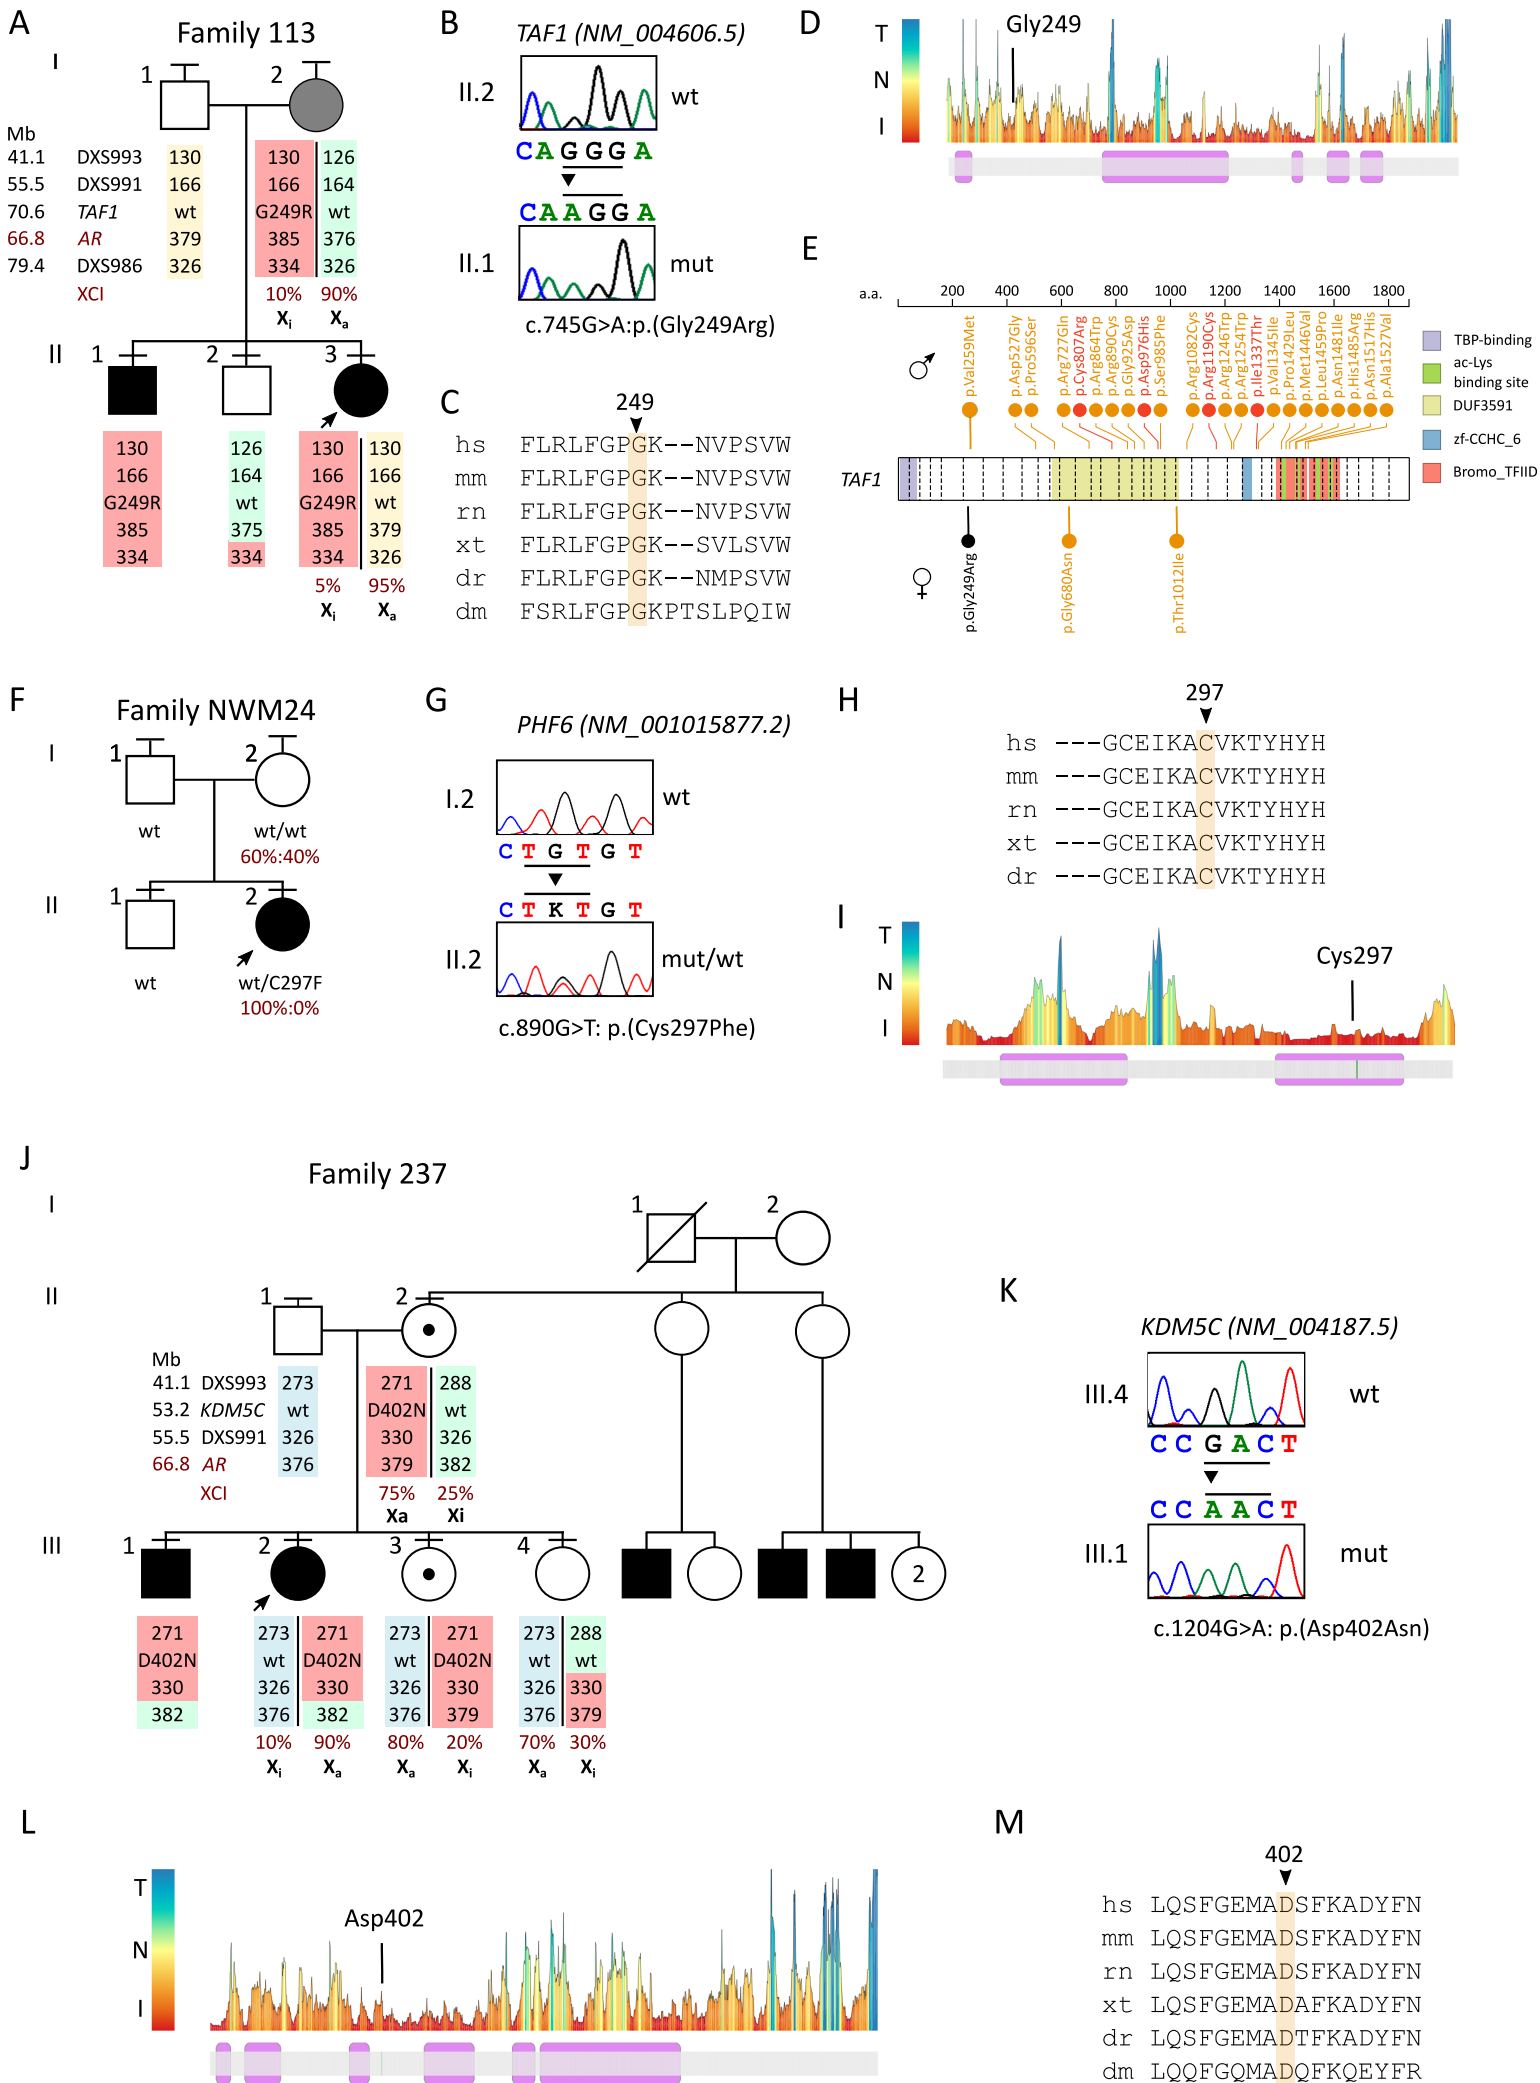 A
Family 113
I
1
2
Mb
41.1 DXS993 130 130 126
55.5 DXS991 166 166 164
70.6 TAF1 wt G249R wt
66.8 AR 379 385 376
79.4 DXS986 326 334 326
XCI 10% 90%
Xi Xa
II
1 2 3
130 126 130 130
166 164 166 166
G249R wt G249R wt
385 375 385 379
334 334 334 326
5% 95%
Xi Xa
B
TAF1 (NM_004606.5)
II.2 wt
CAGGGA
CAAGGA
II.1 mut
c.745G>A:p.(Gly249Arg)
C
249
hs FLRLFGPGK--NVPSVW
mm FLRLFGPGK--NVPSVW
rn FLRLFGPGK--NVPSVW
xt FLRLFGPGK--SVLSVW
dr FLRLFGPGK--NMPSVW
dm FSRLFGPGKPTSLPQIW
D
T
N
I
Gly249
E
a.a. 200 400 600 800 1000 1200 1400 1600 1800
p.Val259Met
p.Asp527Gly
p.Pro596Ser
p.Arg727Gln
p.Cys807Arg
p.Arg864Trp
p.Arg890Cys
p.Gly925Asp
p.Asp976His
p.Ser985Phe
p.Arg1082Cys
p.Arg1190Cys
p.Arg1246Trp
p.Arg1254Trp
p.Ile1337Thr
p.Val1345Ile
p.Pro1429Leu
p.Met1446Val
p.Leu1459Pro
p.Asn1481Ile
p.His1485Arg
p.Asn1517His
p.Ala1527Val
♂
TAF1
♀
p.Gly249Arg
p.Gly680Asn
p.Thr1012Ile
TBP-binding
ac-Lys
binding site
DUF3591
zf-CCHC_6
Bromo_TFIID
F
Family NWM24
I
1 2
wt wt/wt
60%:40%
II
1 2
wt wt/C297F
100%:0%
G
PHF6 (NM_001015877.2)
I.2 wt
CTGTGT
CTKTGT
II.2 mut/wt
c.890G>T: p.(Cys297Phe)
H
297
hs ---GCEIKACVKTYHYH
mm ---GCEIKACVKTYHYH
rn ---GCEIKACVKTYHYH
xt ---GCEIKACVKTYHYH
dr ---GCEIKACVKTYHYH
I
T
N
I
Cys297
J
Family 237
I
1 2
II
1 2
Mb
41.1 DXS993 273 271 288
53.2 KDM5C wt D402N wt
55.5 DXS991 326 330 326
66.8 AR 376 379 382
XCI 75% 25%
Xa Xi
III
1 2 3 4 2
271 273 271 273 271 273 288
D402N wt D402N wt D402N wt wt
330 326 330 326 330 326 330
382 376 382 376 379 376 379
10% 90% 80% 20% 70% 30%
Xi Xa Xa Xi Xa Xi
K
KDM5C (NM_004187.5)
III.4 wt
CCGACT
CCAACT
III.1 mut
c.1204G>A: p.(Asp402Asn)
L
T
N
I
Asp402
M
402
hs LQSFGEMADSFKADYFN
mm LQSFGEMADSFKADYFN
rn LQSFGEMADSFKADYFN
xt LQSFGEMADAFKADYFN
dr LQSFGEMADTFKADYFN
dm LQQFGQMADQFKQEYFR